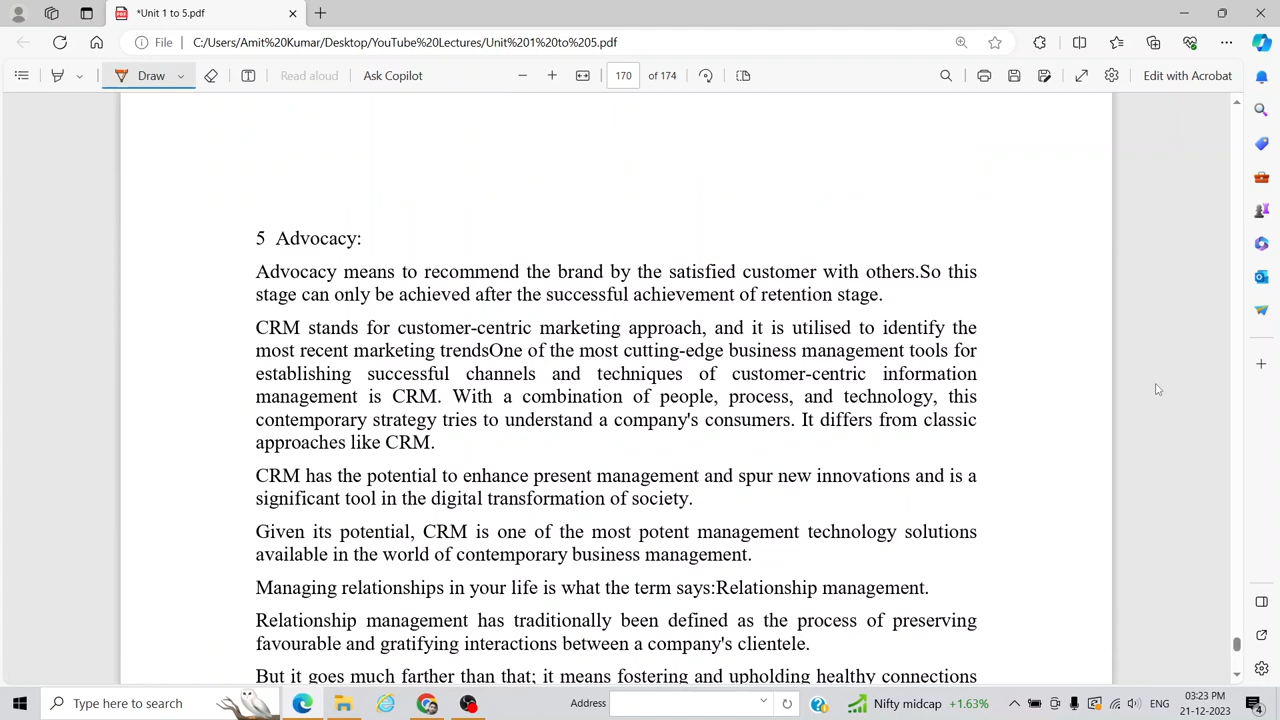 *Unit 1 to 5.pdf
File C:/Users/Amit%20Kumar/Desktop/YouTube%20Lectures/Unit%201%20to%205.pdf
Draw Read aloud Ask Copilot 170 of 174 Edit with Acrobat
5 Advocacy:
Advocacy means to recommend the brand by the satisfied customer with others.So this
stage can only be achieved after the successful achievement of retention stage.
CRM stands for customer-centric marketing approach, and it is utilised to identify the
most recent marketing trendsOne of the most cutting-edge business management tools for
establishing successful channels and techniques of customer-centric information
management is CRM. With a combination of people, process, and technology, this
contemporary strategy tries to understand a company's consumers. It differs from classic
approaches like CRM.
CRM has the potential to enhance present management and spur new innovations and is a
significant tool in the digital transformation of society.
Given its potential, CRM is one of the most potent management technology solutions
available in the world of contemporary business management.
Managing relationships in your life is what the term says:Relationship management.
Relationship management has traditionally been defined as the process of preserving
favourable and gratifying interactions between a company's clientele.
But it goes much farther than that; it means fostering and upholding healthy connections
Type here to search Address Nifty midcap +1.63% ENG 03:23 PM
21-12-2023 4